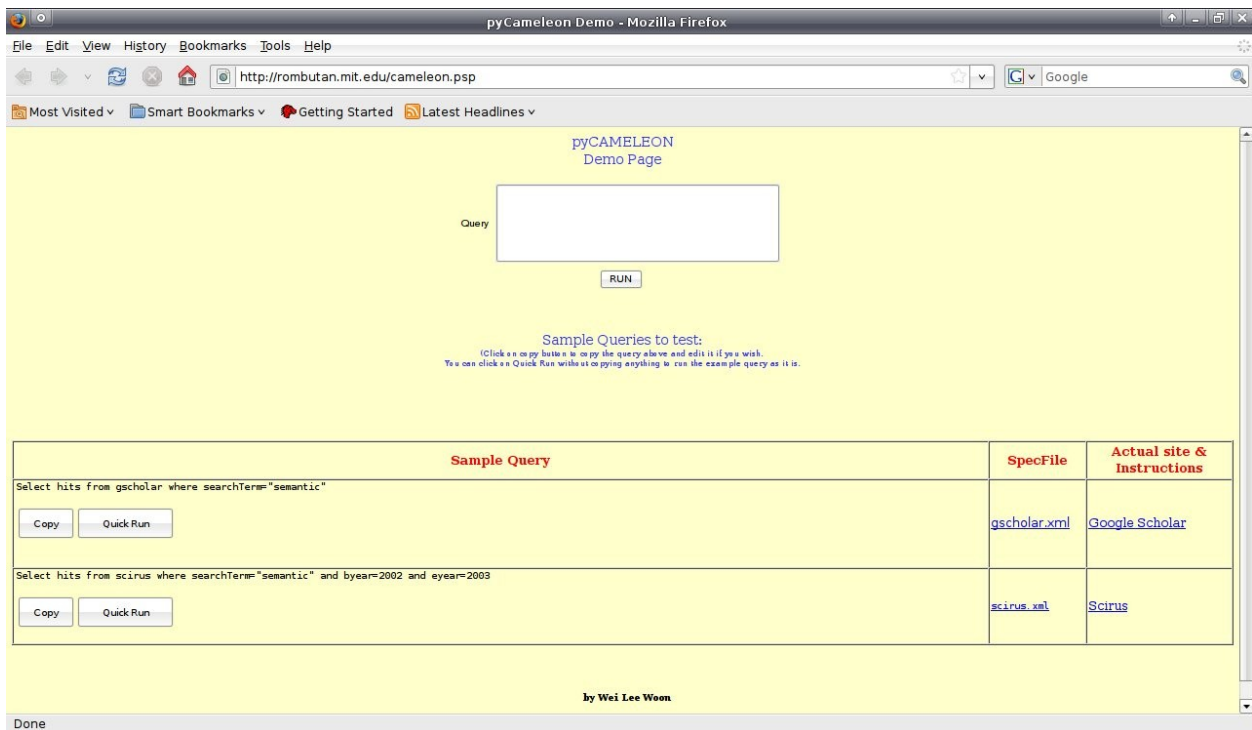 pyCameleon Demo - Mozilla Firefox
File Edit View History Bookmarks Tools Help
http://rombutan.mit.edu/cameleon.psp
G Google
Most Visited Smart Bookmarks Getting Started Latest Headlines
pyCAMELEON
Demo Page
Query
RUN
Sample Queries to test:
(Click on copy button to copy the query above and edit it if you wish.
You can click on Quick Run without copying anything to run the example query as it is.
Sample Query SpecFile Actual site &
Instructions
Select hits from gscholar where searchTerm="semantic"
Copy Quick Run gscholar.xml Google Scholar
Select hits from scirus where searchTerm="semantic" and byear=2002 and eyear=2003
Copy Quick Run scirus.xml Scirus
by Wei Lee Woon
Done